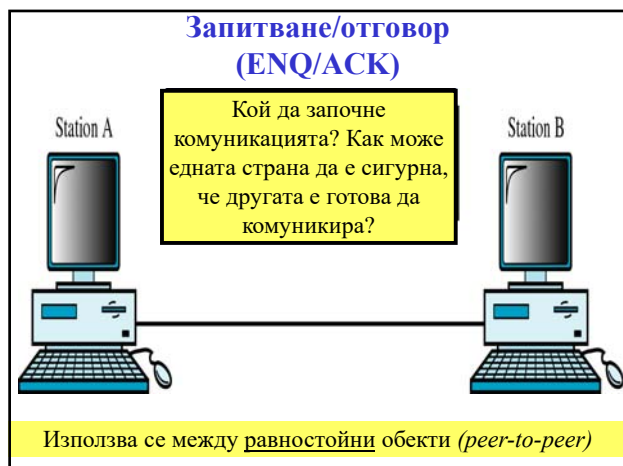 Запитване/отговор
(ENQ/ACK)
Кой да започне
комуникацията? Как може
едната страна да е сигурна,
че другата е готова да
комуникира?
Station A
Station B
Използва се между равностойни обекти (peer-to-peer)